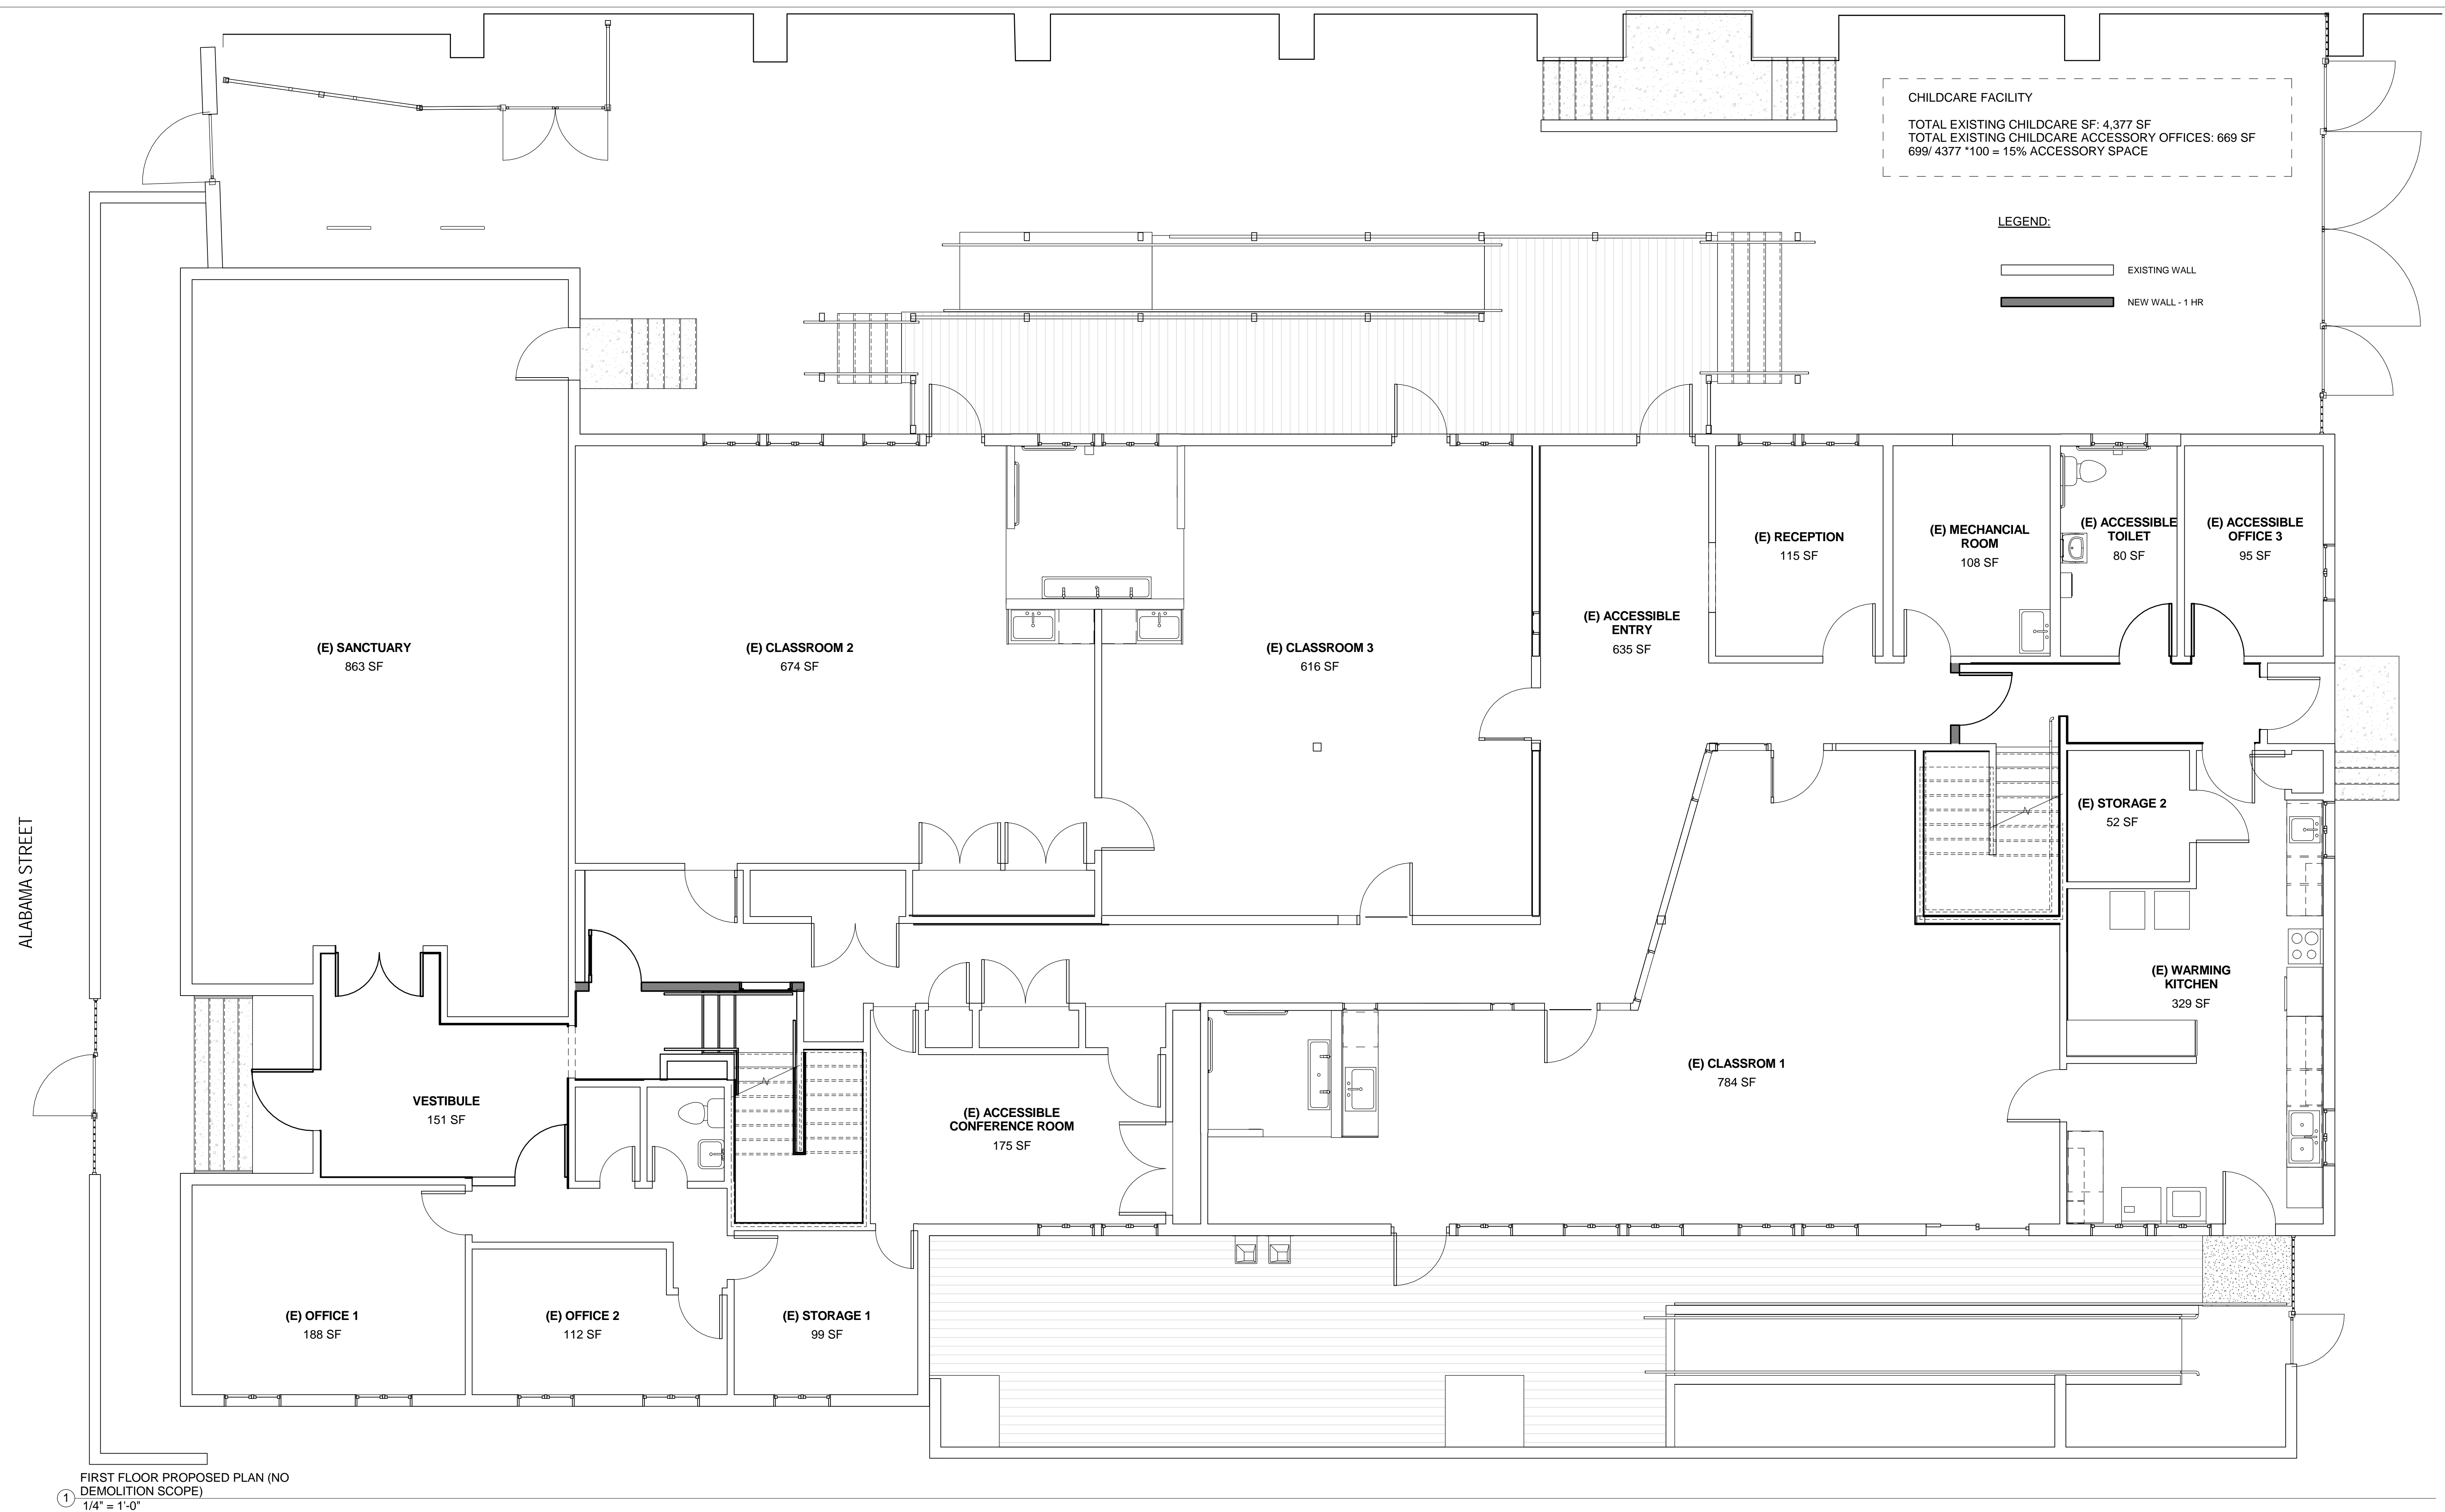 CHILDCARE FACILITY
TOTAL EXISTING CHILDCARE SF: 4,377 SF
TOTAL EXISTING CHILDCARE ACCESSORY OFFICES: 669 SF
699/ 4377 *100 = 15% ACCESSORY SPACE
LEGEND:
EXISTING WALL
NEW WALL - 1 HR
(E) SANCTUARY
863 SF
(E) CLASSROOM 2
674 SF
(E) CLASSROOM 3
616 SF
(E) ACCESSIBLE
ENTRY
635 SF
(E) RECEPTION
115 SF
(E) MECHANCIAL
ROOM
108 SF
(E) ACCESSIBLE
TOILET
80 SF
(E) ACCESSIBLE
OFFICE 3
95 SF
(E) STORAGE 2
52 SF
(E) WARMING
KITCHEN
329 SF
(E) CLASSROM 1
784 SF
(E) ACCESSIBLE
CONFERENCE ROOM
175 SF
VESTIBULE
151 SF
(E) OFFICE 1
188 SF
(E) OFFICE 2
112 SF
(E) STORAGE 1
99 SF
ALABAMA STREET
1
FIRST FLOOR PROPOSED PLAN (NO
DEMOLITION SCOPE)
1/4" = 1'-0"